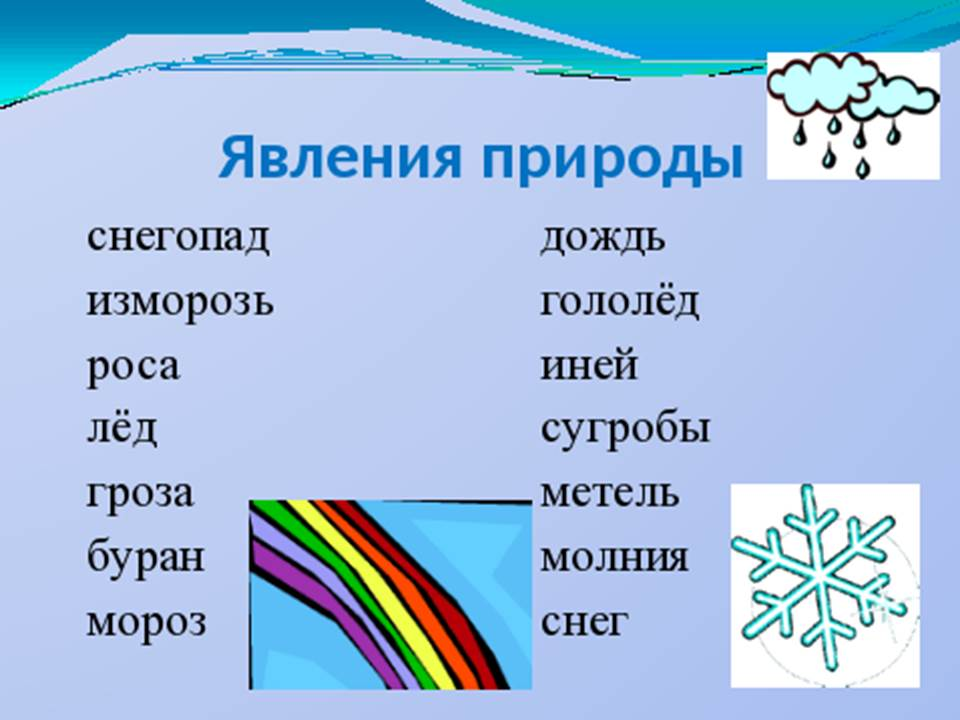 Явления природы
снегопад
изморозь
роса
лёд
гроза
буран
мороз
дождь
гололёд
иней
сугробы
метель
молния
снег